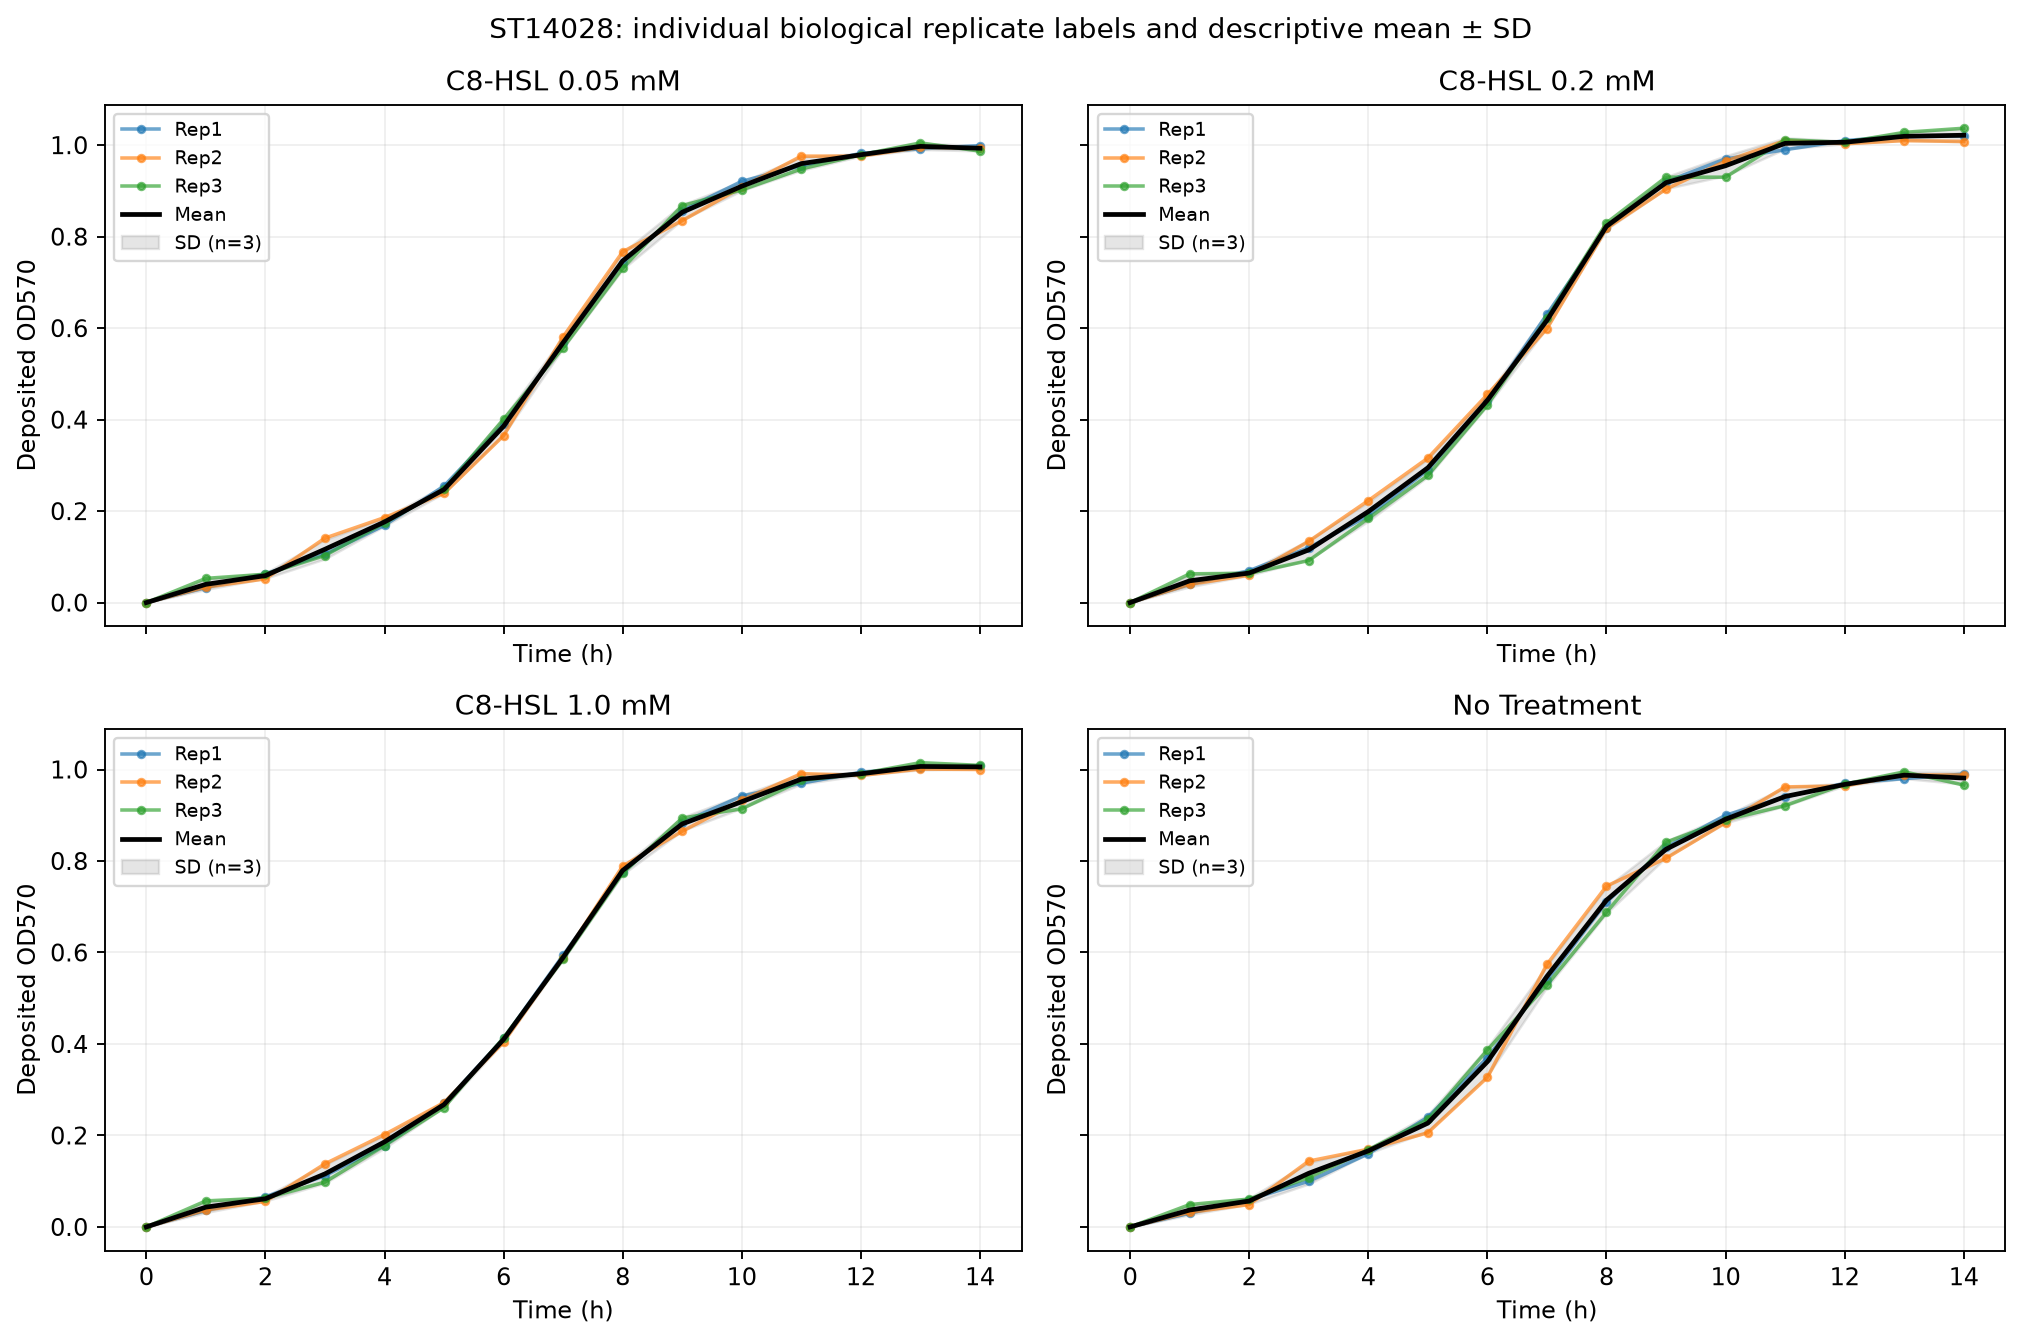 ST14028: individual biological replicate labels and descriptive mean ± SD
C8-HSL 0.05 mM
Rep1
Rep2
Rep3
Mean
SD (n=3)
Deposited OD570
1.0
0.8
0.6
0.4
0.2
0.0
Time (h)
C8-HSL 0.2 mM
Rep1
Rep2
Rep3
Mean
SD (n=3)
Deposited OD570
Time (h)
C8-HSL 1.0 mM
Rep1
Rep2
Rep3
Mean
SD (n=3)
Deposited OD570
1.0
0.8
0.6
0.4
0.2
0.0
0 2 4 6 8 10 12 14
Time (h)
No Treatment
Rep1
Rep2
Rep3
Mean
SD (n=3)
Deposited OD570
0 2 4 6 8 10 12 14
Time (h)